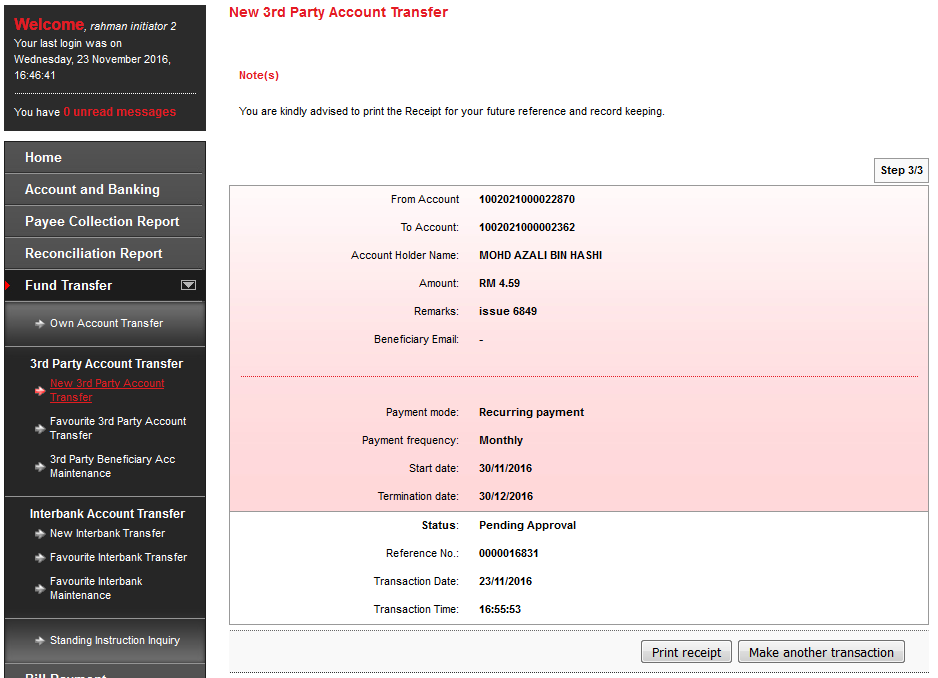 Welcome, rahman initiator 2
Your last login was on
Wednesday, 23 November 2016,
16:46:41
You have 0 unread messages
Home
Account and Banking
Payee Collection Report
Reconciliation Report
Fund Transfer
Own Account Transfer
3rd Party Account Transfer
New 3rd Party Account
Transfer
Favourite 3rd Party Account
Transfer
3rd Party Beneficiary Acc
Maintenance
Interbank Account Transfer
New Interbank Transfer
Favourite Interbank Transfer
Favourite Interbank
Maintenance
Standing Instruction Inquiry
Bill Payment
New 3rd Party Account Transfer
Note(s)
You are kindly advised to print the Receipt for your future reference and record keeping.
Step 3/3
From Account 1002021000022870
To Account: 1002021000002362
Account Holder Name: MOHD AZALI BIN HASHI
Amount: RM 4.59
Remarks: issue 6849
Beneficiary Email: -
Payment mode: Recurring payment
Payment frequency: Monthly
Start date: 30/11/2016
Termination date: 30/12/2016
Status: Pending Approval
Reference No.: 0000016831
Transaction Date: 23/11/2016
Transaction Time: 16:55:53
Print receipt Make another transaction